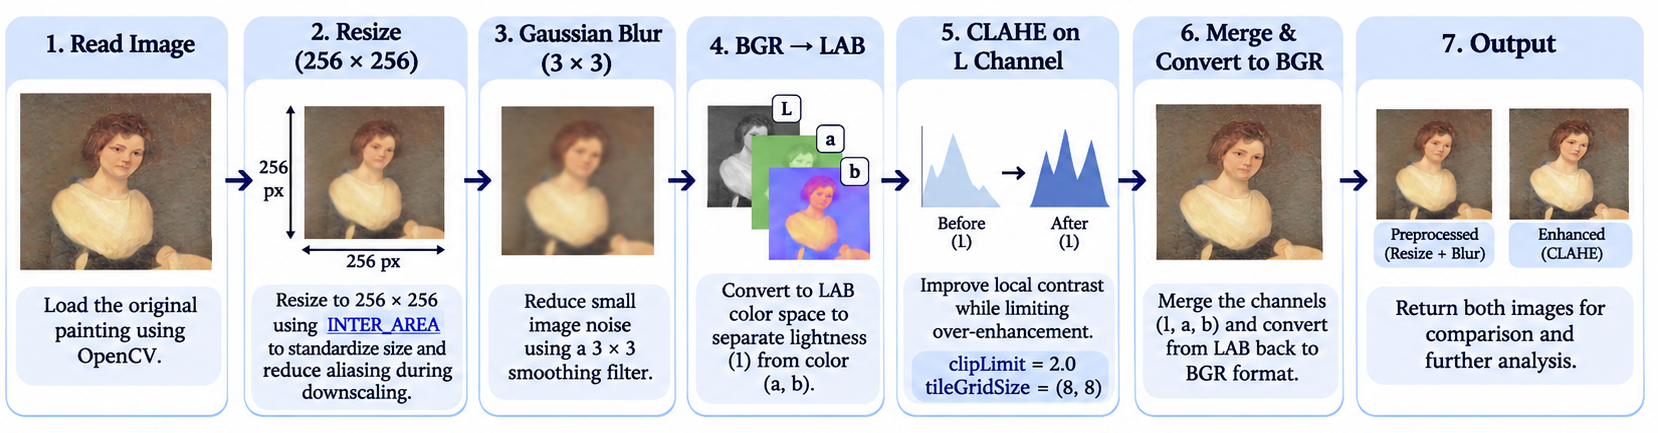 1. Read Image
Load the original
painting using
OpenCV.
2. Resize
(256 × 256)
256
px
256 px
Resize to 256 × 256
using INTER_AREA
to standardize size and
reduce aliasing during
downscaling.
3. Gaussian Blur
(3 × 3)
Reduce small
image noise
using a 3 × 3
smoothing filter.
4. BGR → LAB
L
a
b
Convert to LAB
color space to
separate lightness
(1) from color
(a, b).
5. CLAHE on
L Channel
Before
(1)
After
(1)
Improve local contrast
while limiting
over-enhancement.
clipLimit = 2.0
tileGridSize = (8, 8)
6. Merge &
Convert to BGR
Merge the channels
(l, a, b) and convert
from LAB back to
BGR format.
7. Output
Preprocessed
(Resize + Blur)
Enhanced
(CLAHE)
Return both images for
comparison and
further analysis.